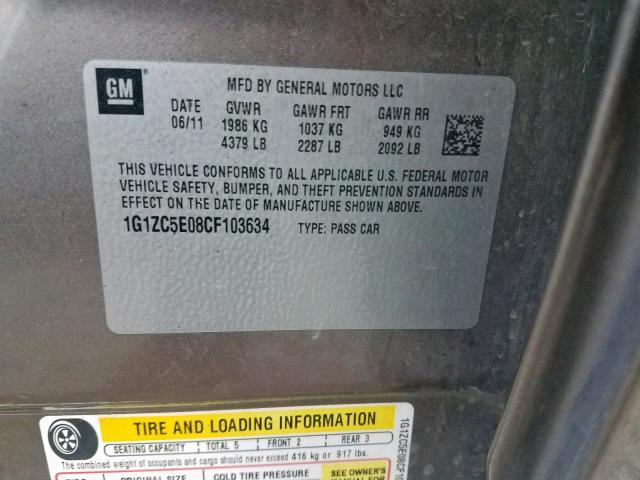 GM
MFD BY GENERAL MOTORS LLC
DATE GVWR GAWR FRT GAWR RR
06/11 1986 KG 1037 KG 949 KG
4379 LB 2287 LB 2092 LB
THIS VEHICLE CONFORMS TO ALL APPLICABLE U.S. FEDERAL MOTOR
VEHICLE SAFETY, BUMPER, AND THEFT PREVENTION STANDARDS IN
EFFECT ON THE DATE OF MANUFACTURE SHOWN ABOVE.
1G1ZC5E08CF103634 TYPE: PASS CAR
TIRE AND LOADING INFORMATION
SEATING CAPACITY TOTAL 5 FRONT 2 REAR 3
The combined weight of occupants and cargo should never exceed 416 kg or 917 lbs.
TIRE ORIGINAL SIZE COLD TIRE PRESSURE SEE OWNER'S
MANUAL FOR
1G1ZC5E08CF10